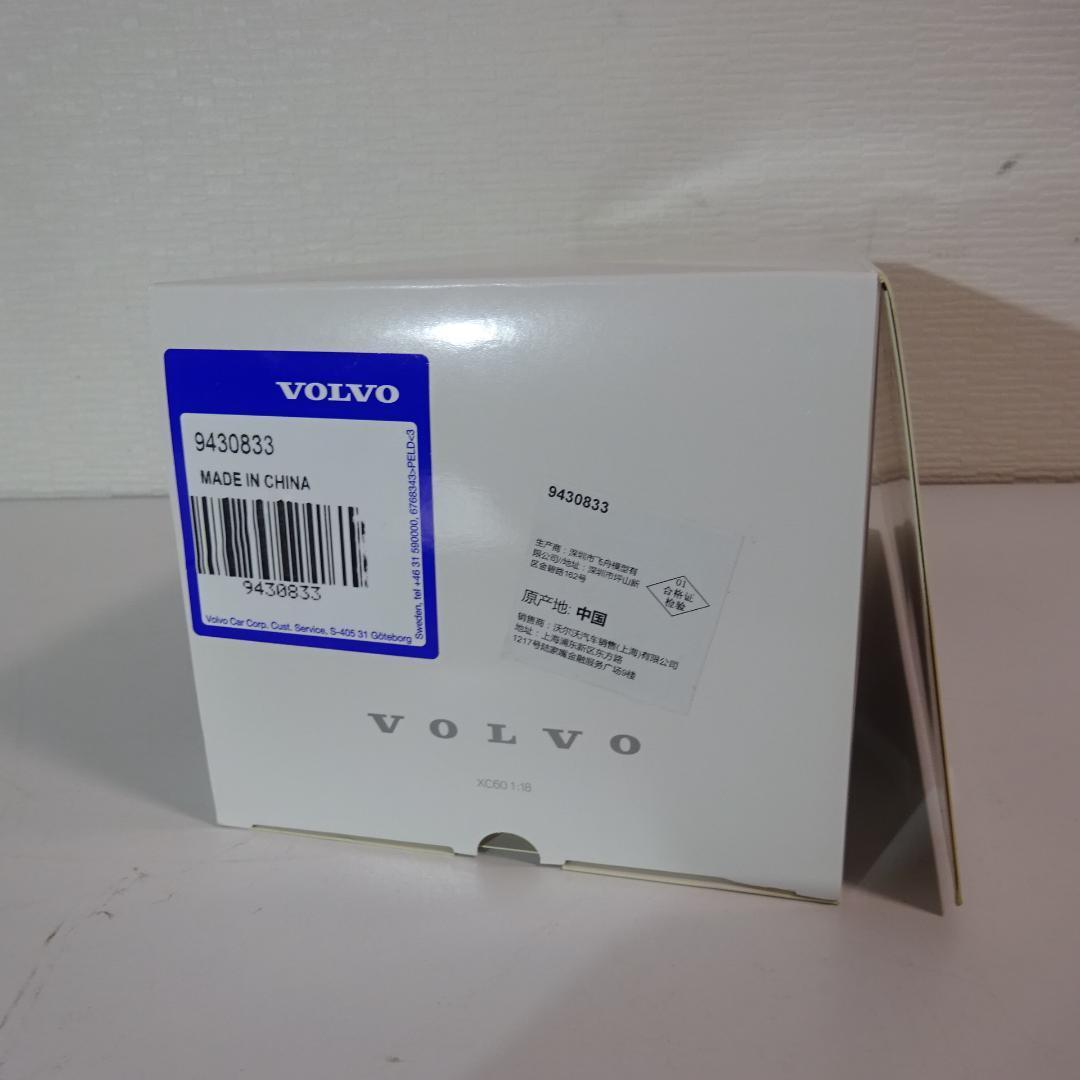 VOLVO
9430833
MADE IN CHINA
9430833
Volvo Car Corp. Cust. Service, S-405 31 Göteborg
Sweden, tel +46 31 590000, 6768343>PELD<3
9430833
生产商：深圳市飞舟模型有
限公司//地址：深圳市坪山新
区金碧路162号
01
合格证
检验
原产地: 中国
销售商：沃尔沃汽车销售(上海)有限公司
地址：上海浦东新区东方路
1217号陆家嘴金融服务广场9楼
VOLVO
XC60 1:18